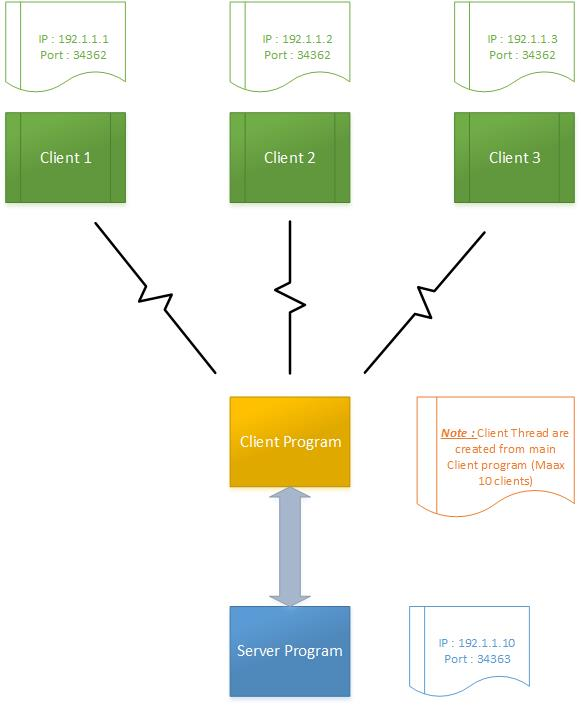 IP : 192.1.1.1
Port : 34362
IP : 192.1.1.2
Port : 34362
IP : 192.1.1.3
Port : 34362
Client 1
Client 2
Client 3
Client Program
Note : Client Thread are
created from main
Client program (Maax
10 clients)
Server Program
IP : 192.1.1.10
Port : 34363